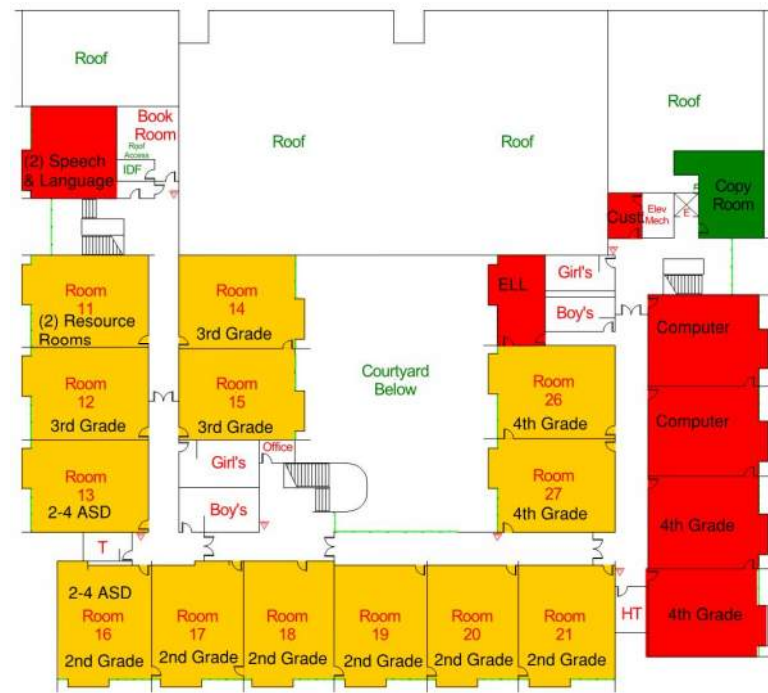 Roof
Roof
Roof
Roof
Book
Room
Roof
Access
IDF
(2) Speech
& Language
Copy
Room
Cust.
Elev
Mech
E
Room
11
(2) Resource
Rooms
Room
14
3rd Grade
ELL
Girl's
Boy's
Computer
Room
12
3rd Grade
Room
15
3rd Grade
Courtyard
Below
Room
26
4th Grade
Computer
Room
13
2-4 ASD
Girl's
Office
Boy's
Room
27
4th Grade
4th Grade
T
2-4 ASD
Room
16
2nd Grade
Room
17
2nd Grade
Room
18
2nd Grade
Room
19
2nd Grade
Room
20
2nd Grade
Room
21
2nd Grade
HT
4th Grade